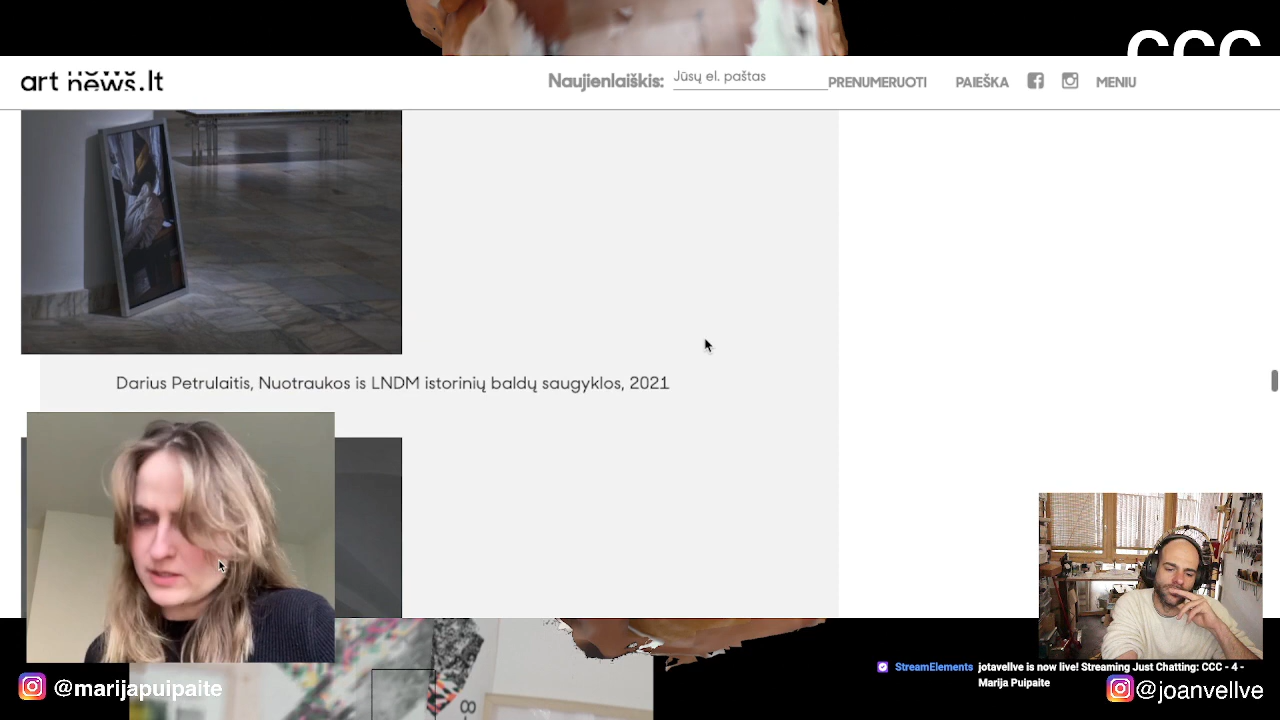 CCC
art news.lt
Naujienlaiškis:
Jūsų el. paštas
PRENUMERUOTI
PAIEŠKA
MENIU
Darius Petrulaitis, Nuotraukos is LNDM istorinių baldų saugyklos, 2021
StreamElements jotavellve is now live! Streaming Just Chatting: CCC - 4 -
Marija Puipaite
@marijapuipaite
@joanvellve